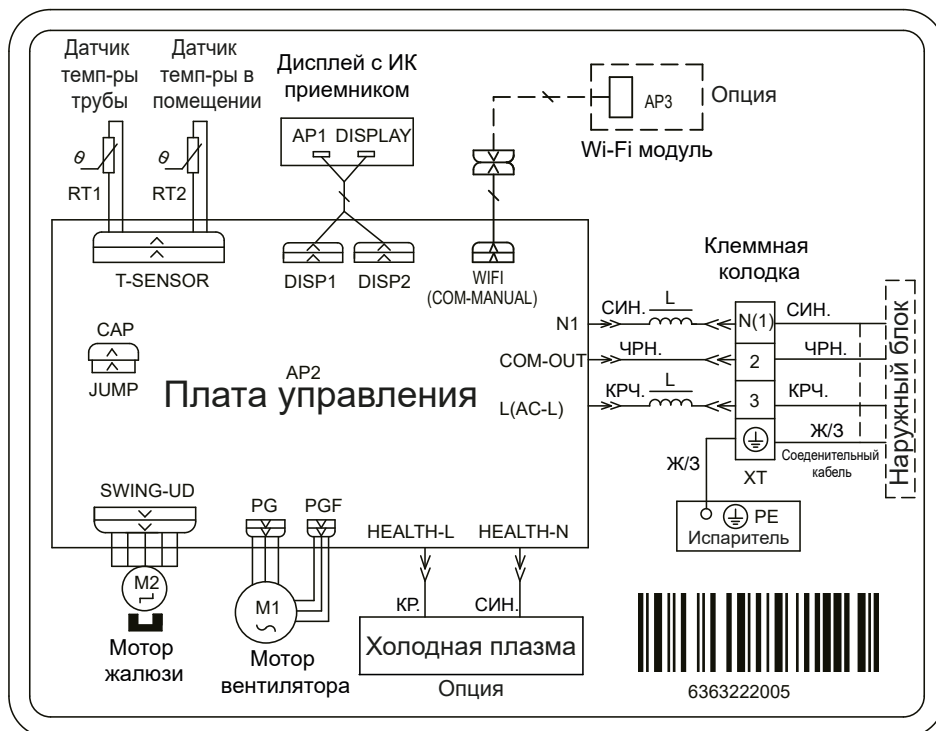 Датчик
темп-ры
трубы
Датчик
темп-ры в
помещении
Дисплей с ИК
приемником
AP1 DISPLAY
AP3
Опция
Wi-Fi модуль
θ
RT1
θ
RT2
T-SENSOR
DISP1
DISP2
WIFI
(COM-MANUAL)
Клеммная
колодка
N1
СИН.
L
N(1)
СИН.
COM-OUT
ЧРН.
2
ЧРН.
L(AC-L)
КРЧ.
L
3
КРЧ.
Ж/З
Соеденительный
кабель
XT
Наружный блок
Ж/З
PE
Испаритель
CAP
JUMP
AP2
Плата управления
SWING-UD
PG
PGF
HEALTH-L
HEALTH-N
M2
M1
КР.
СИН.
Мотор
жалюзи
Мотор
вентилятора
Холодная плазма
Опция
6363222005